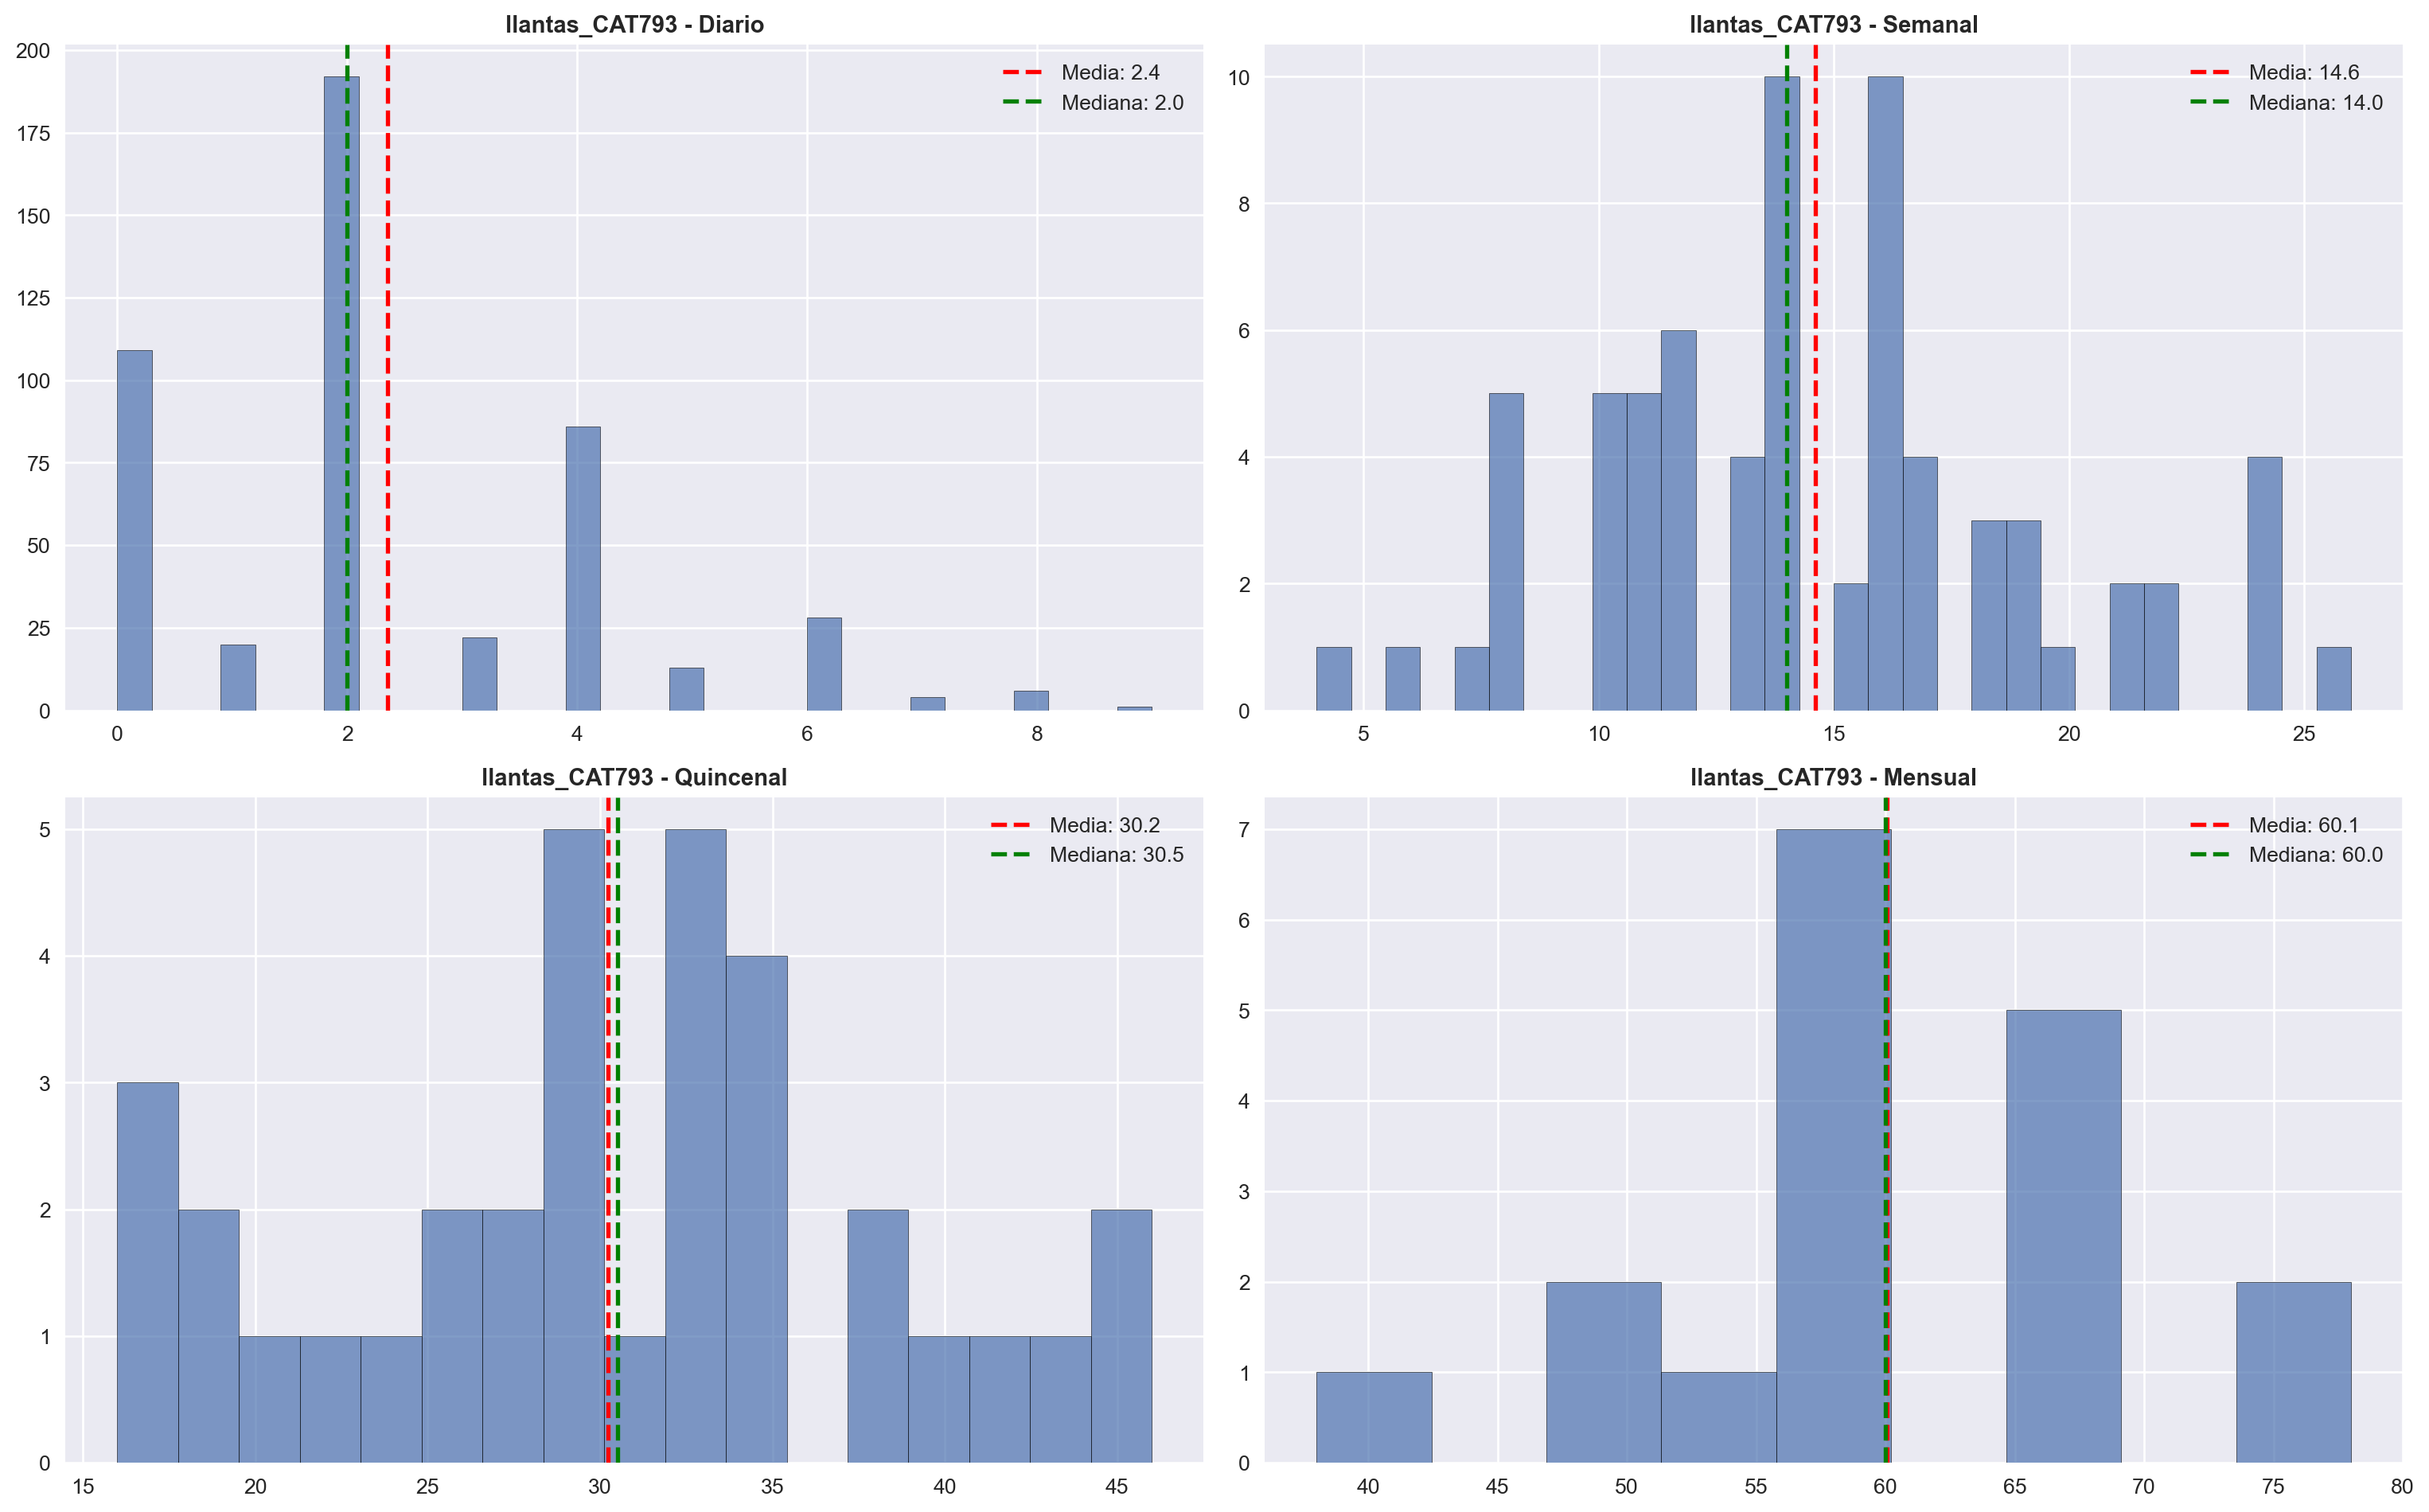 llantas_CAT793 - Diario
200
175
150
125
100
75
50
25
0
0 2 4 6 8
Media: 2.4
Mediana: 2.0
llantas_CAT793 - Semanal
10
8
6
4
2
0
5 10 15 20 25
Media: 14.6
Mediana: 14.0
llantas_CAT793 - Quincenal
5
4
3
2
1
0
15 20 25 30 35 40 45
Media: 30.2
Mediana: 30.5
llantas_CAT793 - Mensual
7
6
5
4
3
2
1
0
40 45 50 55 60 65 70 75 80
Media: 60.1
Mediana: 60.0